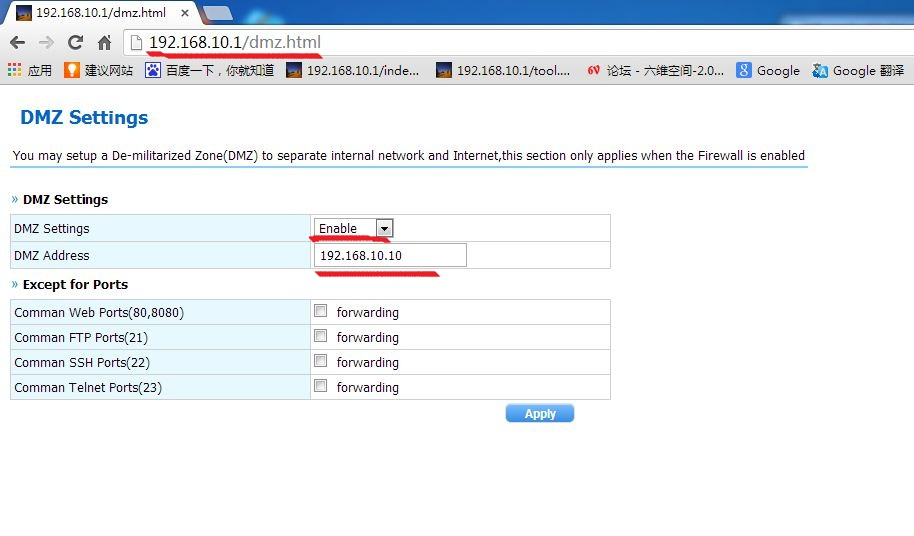 192.168.10.1/dmz.html
192.168.10.1/dmz.html
应用 建议网站 百度一下，你就知道 192.168.10.1/inde... 192.168.10.1/tool.... 6V 论坛 - 六维空间-2.0... Google Google 翻译
DMZ Settings
You may setup a De-militarized Zone(DMZ) to separate internal network and Internet,this section only applies when the Firewall is enabled
» DMZ Settings
DMZ Settings Enable
DMZ Address 192.168.10.10
» Except for Ports
Comman Web Ports(80,8080) forwarding
Comman FTP Ports(21) forwarding
Comman SSH Ports(22) forwarding
Comman Telnet Ports(23) forwarding
Apply